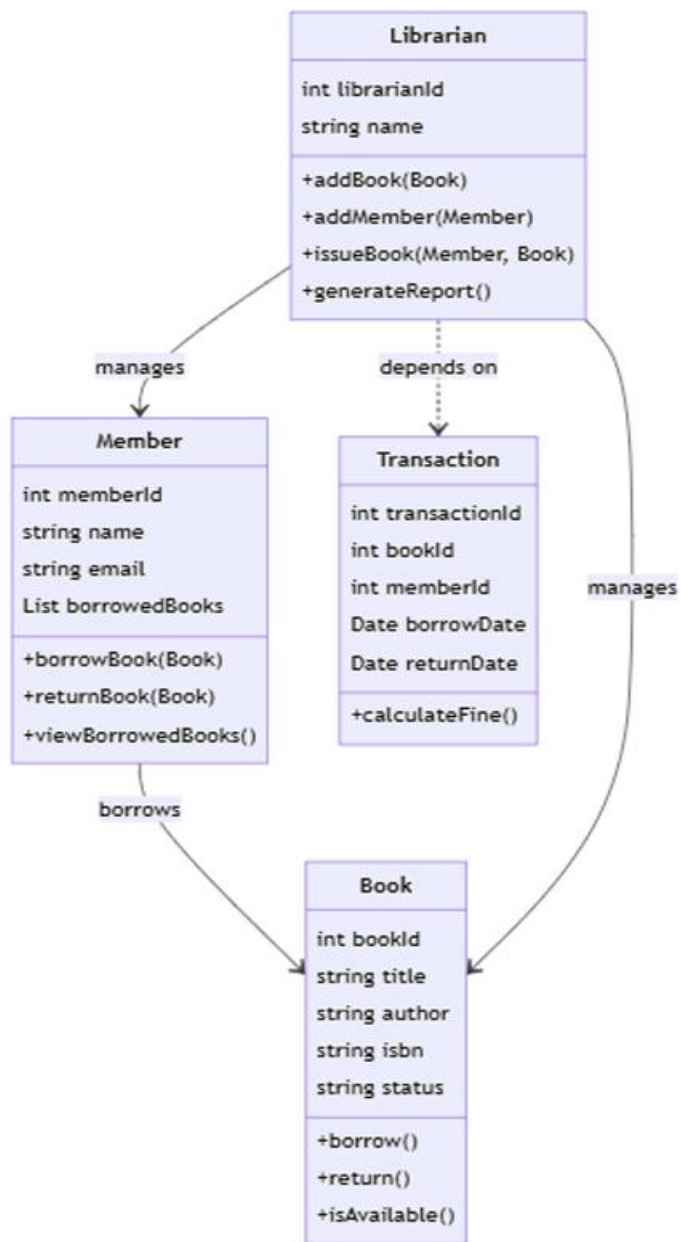 Librarian
int librarianId
string name
+addBook(Book)
+addMember(Member)
+issueBook(Member, Book)
+generateReport()
manages
depends on
Member
int memberId
string name
string email
List borrowedBooks
+borrowBook(Book)
+returnBook(Book)
+viewBorrowedBooks()
Transaction
int transactionId
int bookId
int memberId
Date borrowDate
Date returnDate
+calculateFine()
manages
borrows
Book
int bookId
string title
string author
string isbn
string status
+borrow()
+return()
+isAvailable()